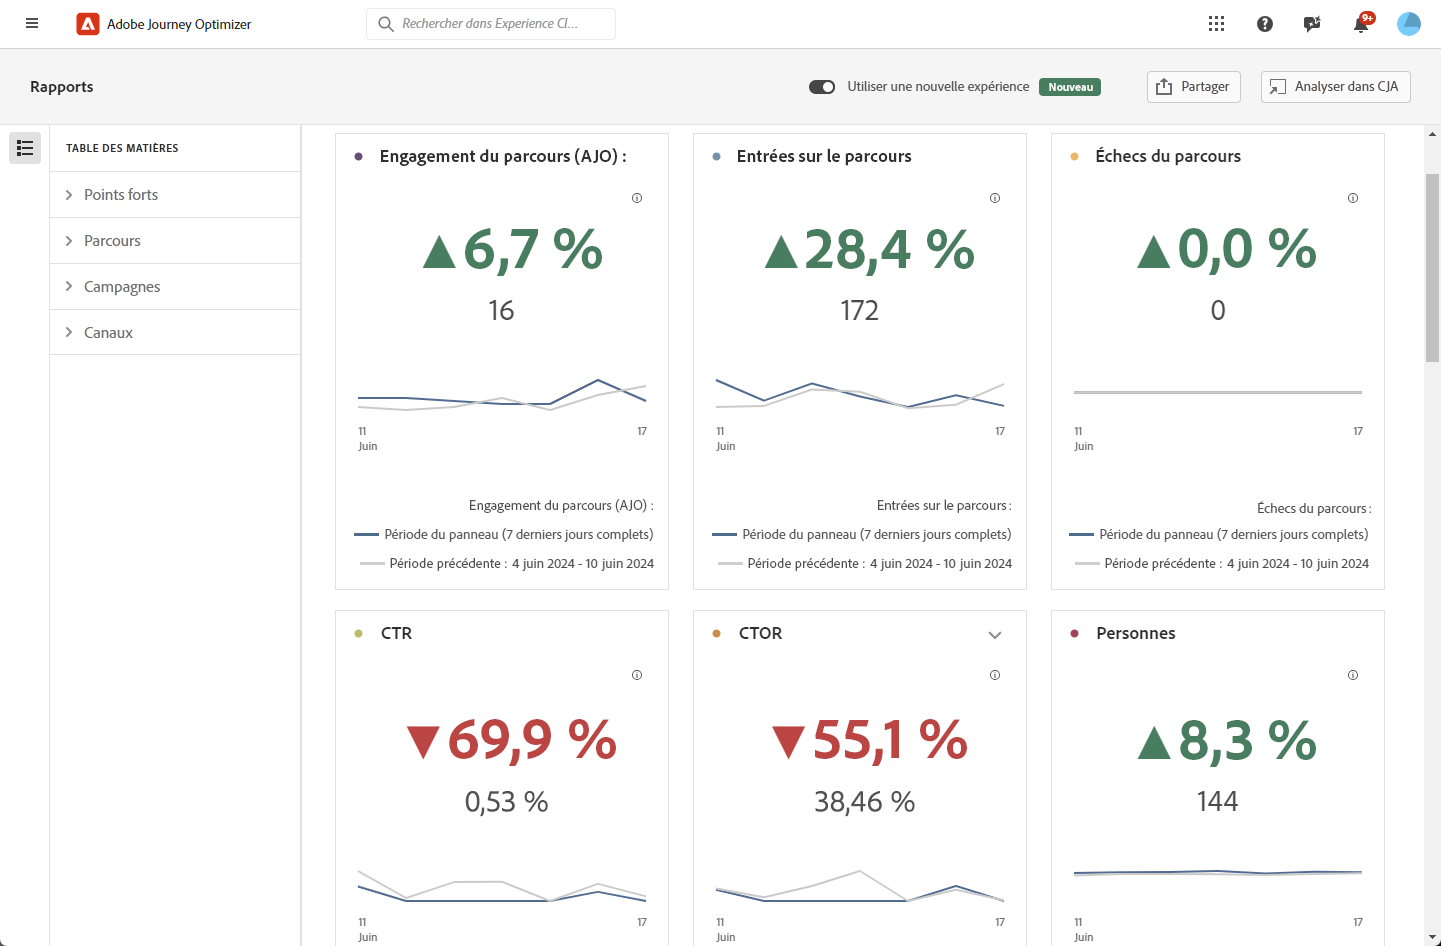 Adobe Journey Optimizer
Rechercher dans Experience Cl...
9+
Rapports
Utiliser une nouvelle expérience
Nouveau
Partager
Analyser dans CJA
TABLE DES MATIÈRES
Points forts
Parcours
Campagnes
Canaux
Engagement du parcours (AJO) :
▲6,7 %
16
11
Juin
17
Engagement du parcours (AJO) :
Période du panneau (7 derniers jours complets)
Période précédente : 4 juin 2024 - 10 juin 2024
Entrées sur le parcours
▲28,4 %
172
11
Juin
17
Entrées sur le parcours :
Période du panneau (7 derniers jours complets)
Période précédente : 4 juin 2024 - 10 juin 2024
Échecs du parcours
▲0,0 %
0
11
Juin
17
Échecs du parcours :
Période du panneau (7 derniers jours complets)
Période précédente : 4 juin 2024 - 10 juin 2024
CTR
▼69,9 %
0,53 %
11
Juin
17
CTOR
▼55,1 %
38,46 %
11
Juin
17
Personnes
▲8,3 %
144
11
Juin
17